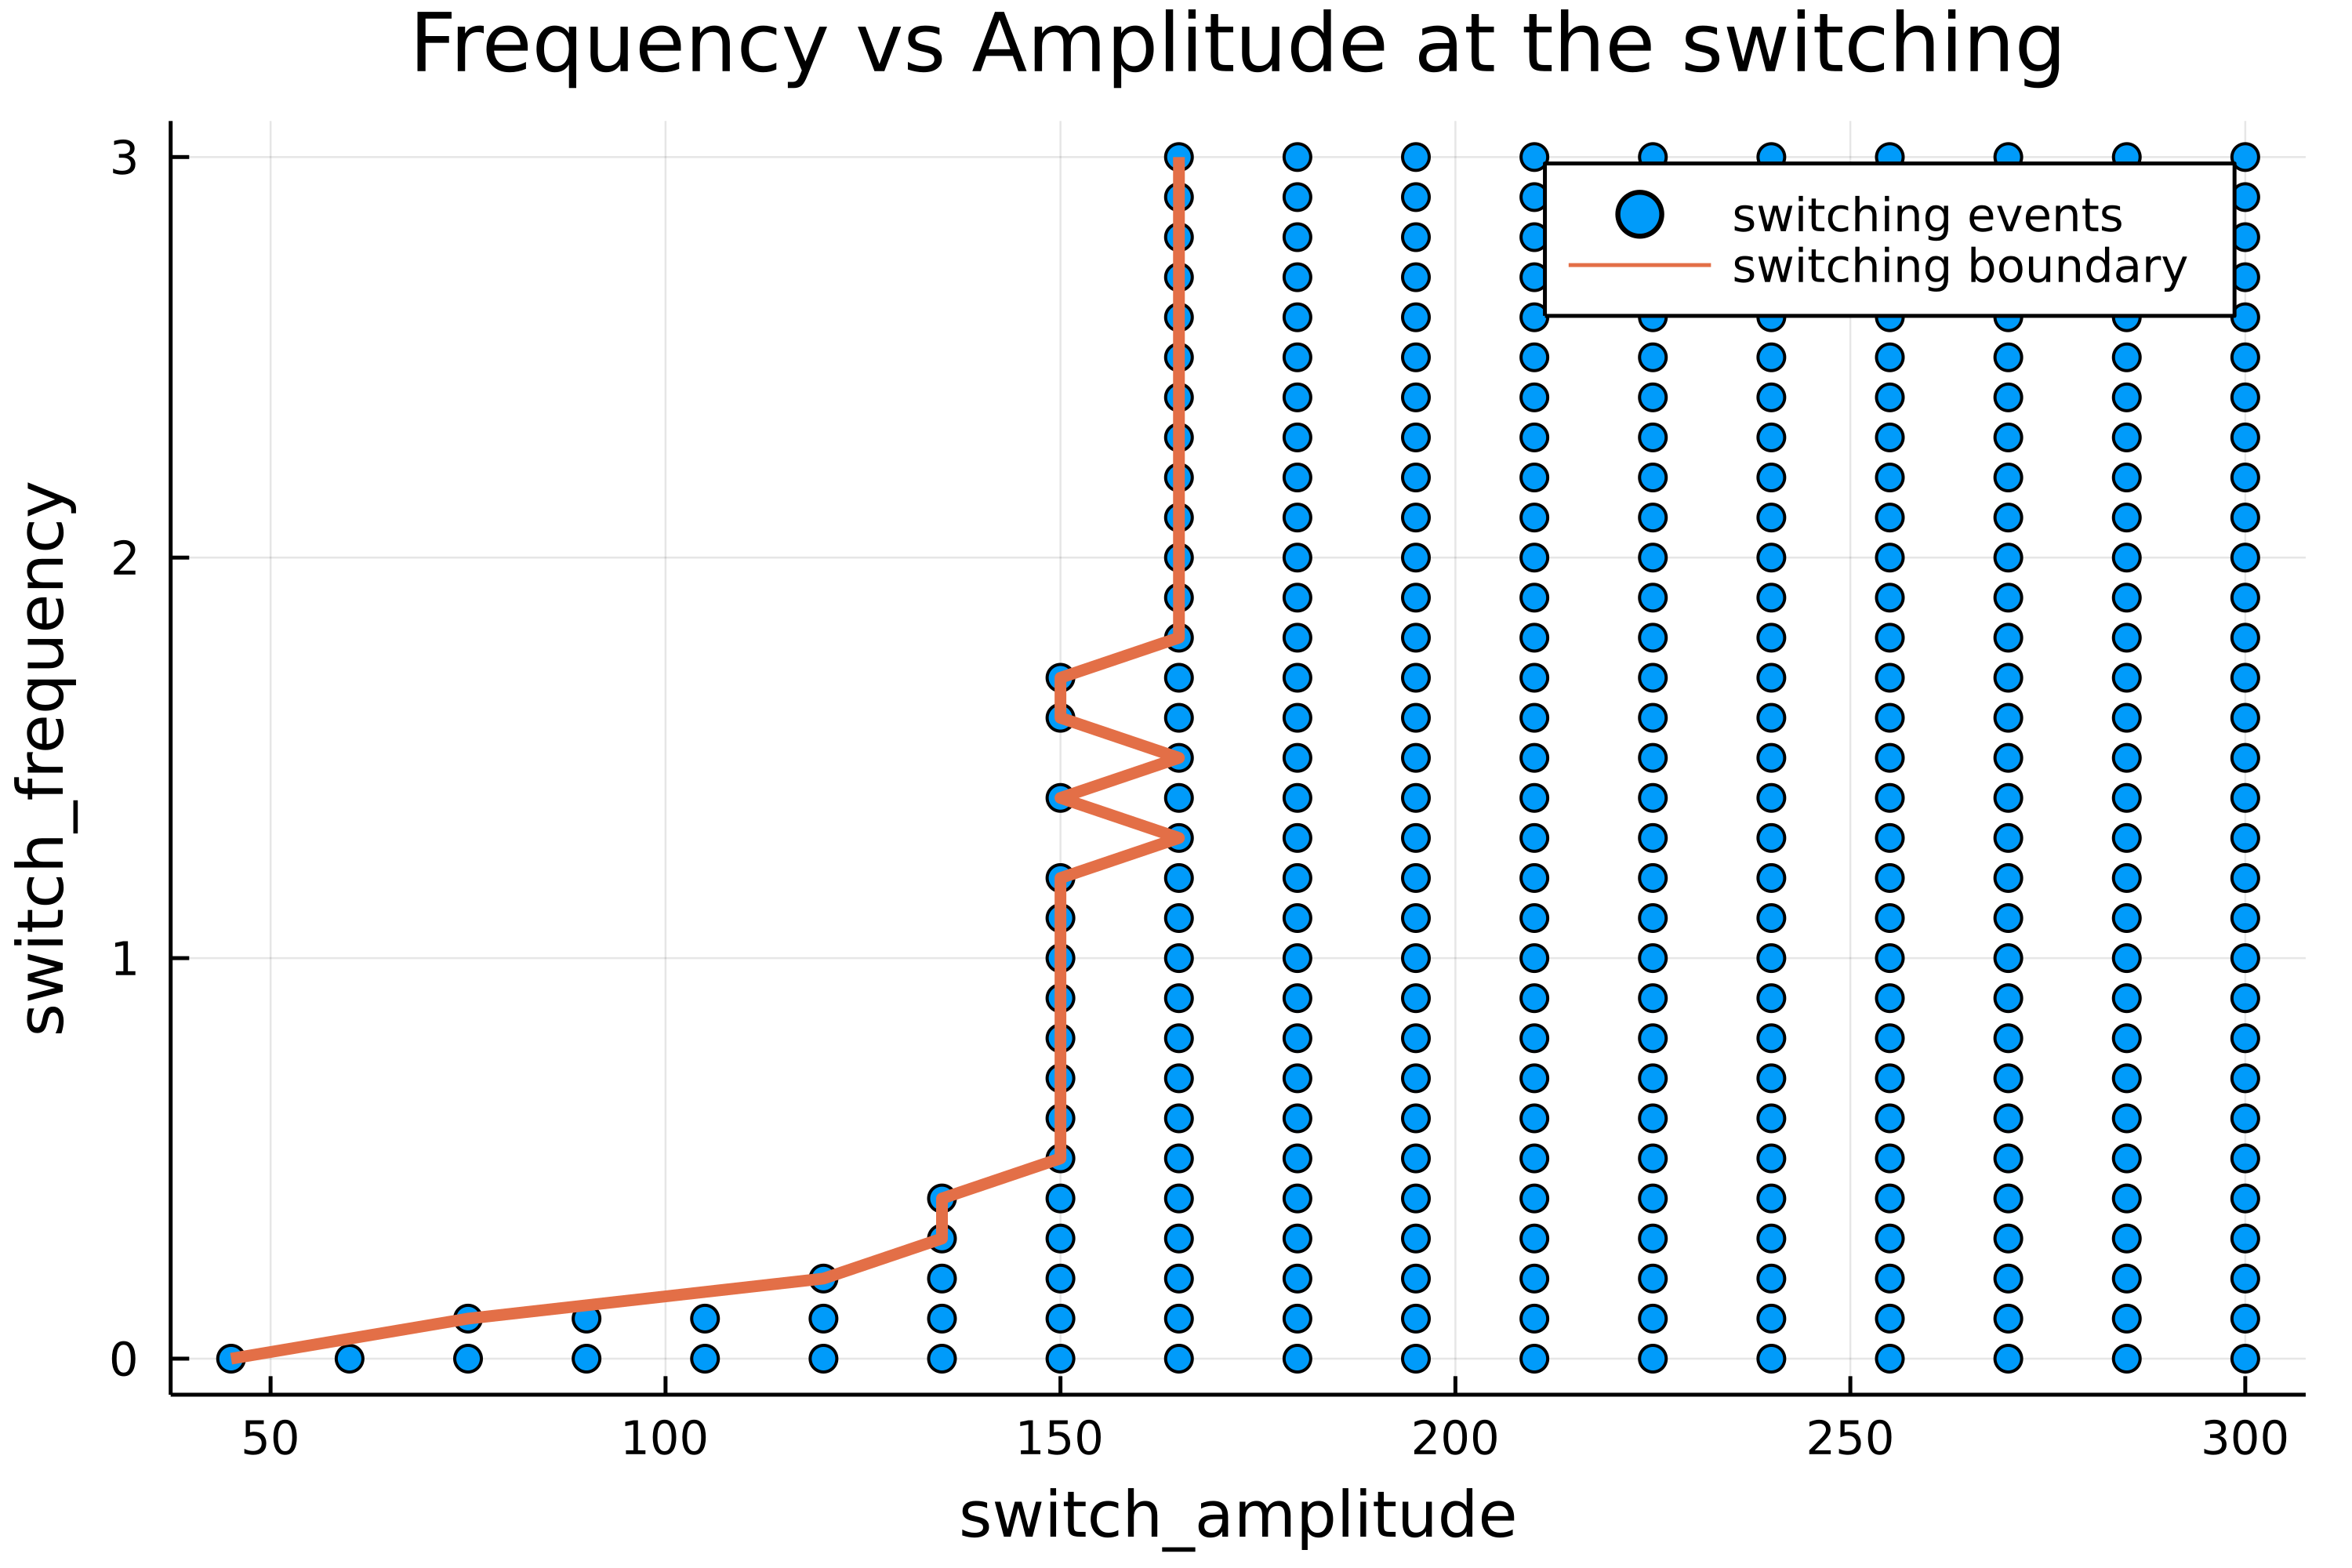 Frequency vs Amplitude at the switching
switching events
switching boundary
switch_frequency
3
2
1
0
50 100 150 200 250 300
switch_amplitude